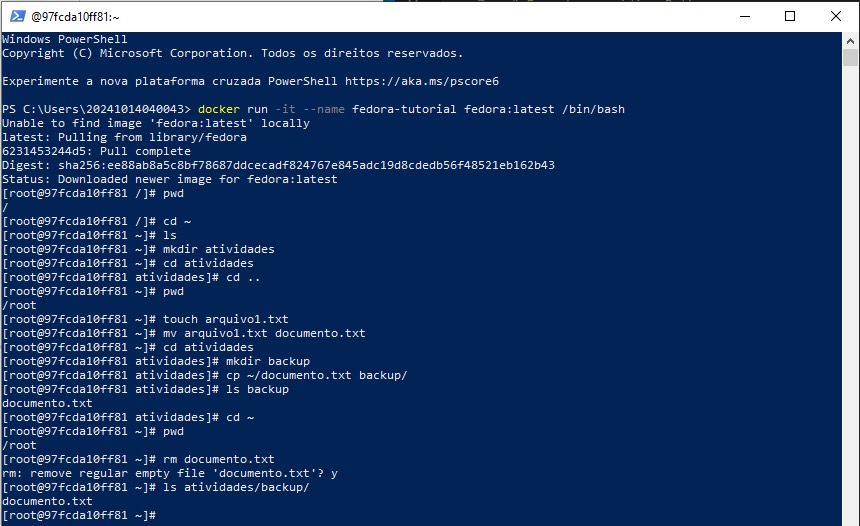 @97fcda10ff81:~
Windows PowerShell
Copyright (C) Microsoft Corporation. Todos os direitos reservados.
Experimente a nova plataforma cruzada PowerShell https://aka.ms/pscore6
PS C:\Users\20241014040043> docker run -it --name fedora-tutorial fedora:latest /bin/bash
Unable to find image 'fedora:latest' locally
latest: Pulling from library/fedora
6231453244d5: Pull complete
Digest: sha256:ee88ab8a5c8bf78687ddcecadf824767e845adc19d8cdedb56f48521eb162b43
Status: Downloaded newer image for fedora:latest
[root@97fcda10ff81 /]# pwd
/
[root@97fcda10ff81 /]# cd ~
[root@97fcda10ff81 ~]# ls
[root@97fcda10ff81 ~]# mkdir atividades
[root@97fcda10ff81 ~]# cd atividades
[root@97fcda10ff81 atividades]# cd ..
[root@97fcda10ff81 ~]# pwd
/root
[root@97fcda10ff81 ~]# touch arquivo1.txt
[root@97fcda10ff81 ~]# mv arquivo1.txt documento.txt
[root@97fcda10ff81 ~]# cd atividades
[root@97fcda10ff81 atividades]# mkdir backup
[root@97fcda10ff81 atividades]# cp ~/documento.txt backup/
[root@97fcda10ff81 atividades]# ls backup
documento.txt
[root@97fcda10ff81 atividades]# cd ~
[root@97fcda10ff81 ~]# pwd
/root
[root@97fcda10ff81 ~]# rm documento.txt
rm: remove regular empty file 'documento.txt'? y
[root@97fcda10ff81 ~]# ls atividades/backup/
documento.txt
[root@97fcda10ff81 ~]#